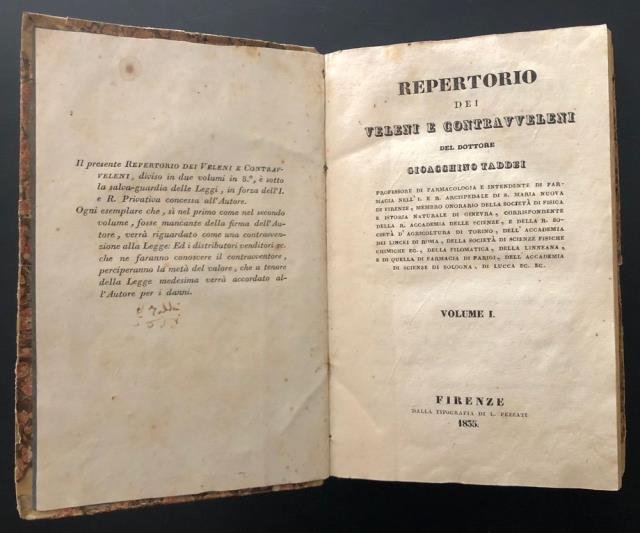 Il presente REPERTORIO DEI VELENI E CONTRAV-
VELENI, diviso in due volumi in 8.°, è sotto
la salva-guardia delle Leggi, in forza dell'I.
e R. Privativa concessa all'Autore.
Ogni esemplare che, sì nel primo come nel secondo
volume, fosse mancante della firma dell'Au-
tore, verrà riguardato come una contravven-
zione alla Legge: Ed i distributori venditori ec.
che ne faranno conoscere il contravventore,
perciperanno la metà del valore, che a tenore
della Legge medesima verrà accordato al-
l'Autore per i danni.
REPERTORIO
DEI
VELENI E CONTRAVVELENI
DEL DOTTORE
GIOACCHINO TADDEI
PROFESSORE DI FARMACOLOGIA E INTENDENTE DI FAR-
MACIA NELL'I. E R. ARCISPEDALE DI S. MARIA NUOVA
DI FIRENZE, MEMBRO ONORARIO DELLA SOCIETÀ DI FISICA
E ISTORIA NATURALE DI GINEVRA, CORRISPONDENTE
DELLA R. ACCADEMIA DELLE SCIENZE, E DELLA R. SO-
CIETÀ D'AGRICOLTURA DI TORINO, DELL'ACCADEMIA
DEI LINCEI DI ROMA, DELLA SOCIETÀ DI SCIENZE FISICHE
CHIMICHE EC., DELLA FILOMATICA, DELLA LINNEANA,
E DI QUELLA DI FARMACIA DI PARIGI, DELL'ACCADEMIA
DI SCIENZE DI BOLOGNA, DI LUCCA EC. EC.
VOLUME I.
FIRENZE
DALLA TIPOGRAFIA DI L. PEZZATI
1835.